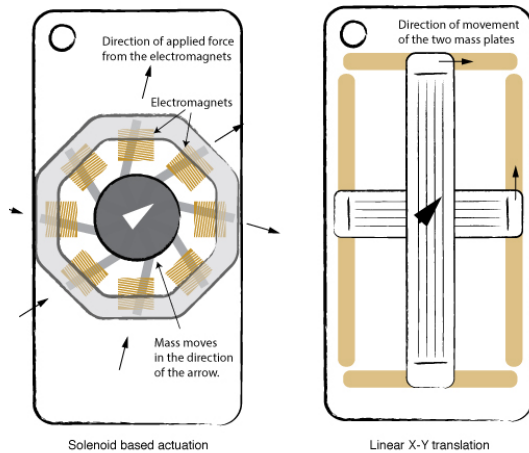 Direction of applied force
from the electromagnets
Electromagnets
Mass moves
in the direction
of the arrow.
Solenoid based actuation
Direction of movement
of the two mass plates
Linear X-Y translation